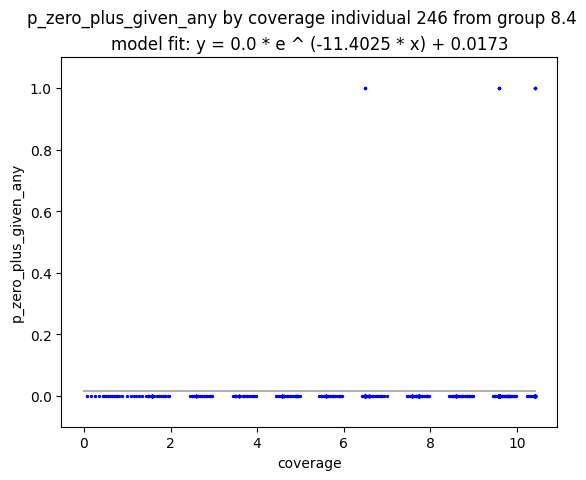 p_zero_plus_given_any by coverage individual 246 from group 8.4
model fit: y = 0.0 * e ^ (-11.4025 * x) + 0.0173
1.0
0.8
0.6
0.4
0.2
0.0
p_zero_plus_given_any
0 2 4 6 8 10
coverage